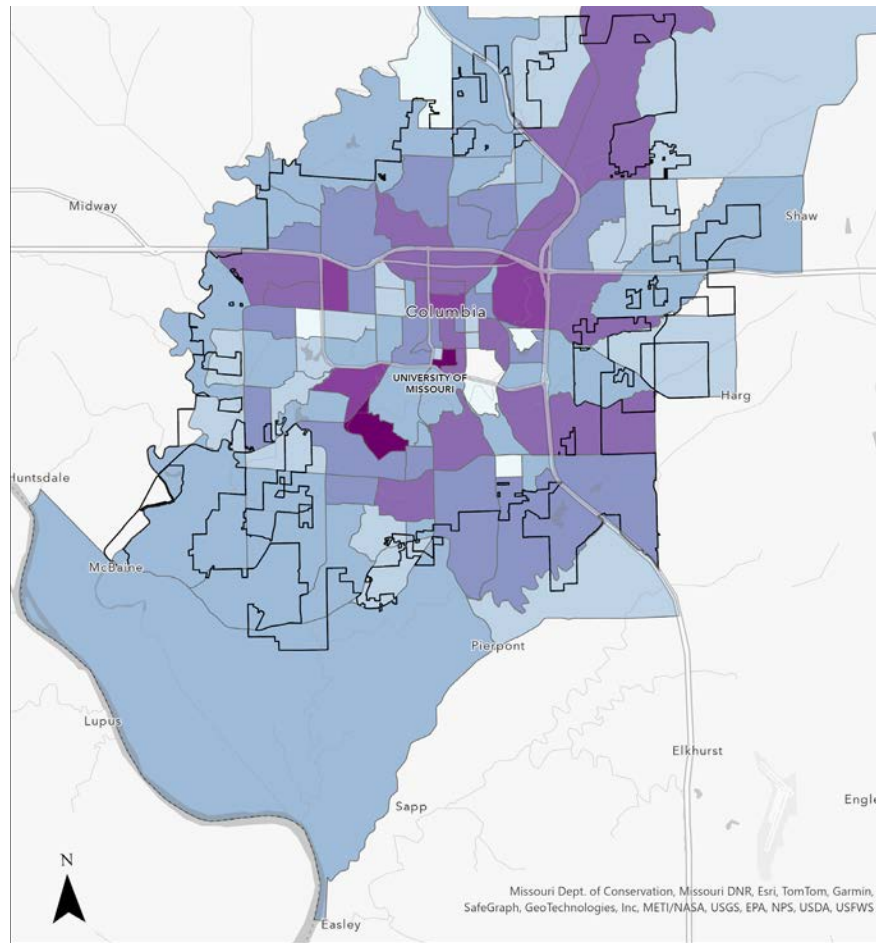 Midway
Shaw
Columbia
UNIVERSITY OF
MISSOURI
Harg
Huntsdale
McBaine
Pierpont
Lupus
Elkhurst
Sapp
Engle
N
Missouri Dept. of Conservation, Missouri DNR, Esri, TomTom, Garmin,
SafeGraph, GeoTechnologies, Inc, METI/NASA, USGS, EPA, NPS, USDA, USFWS
Easley